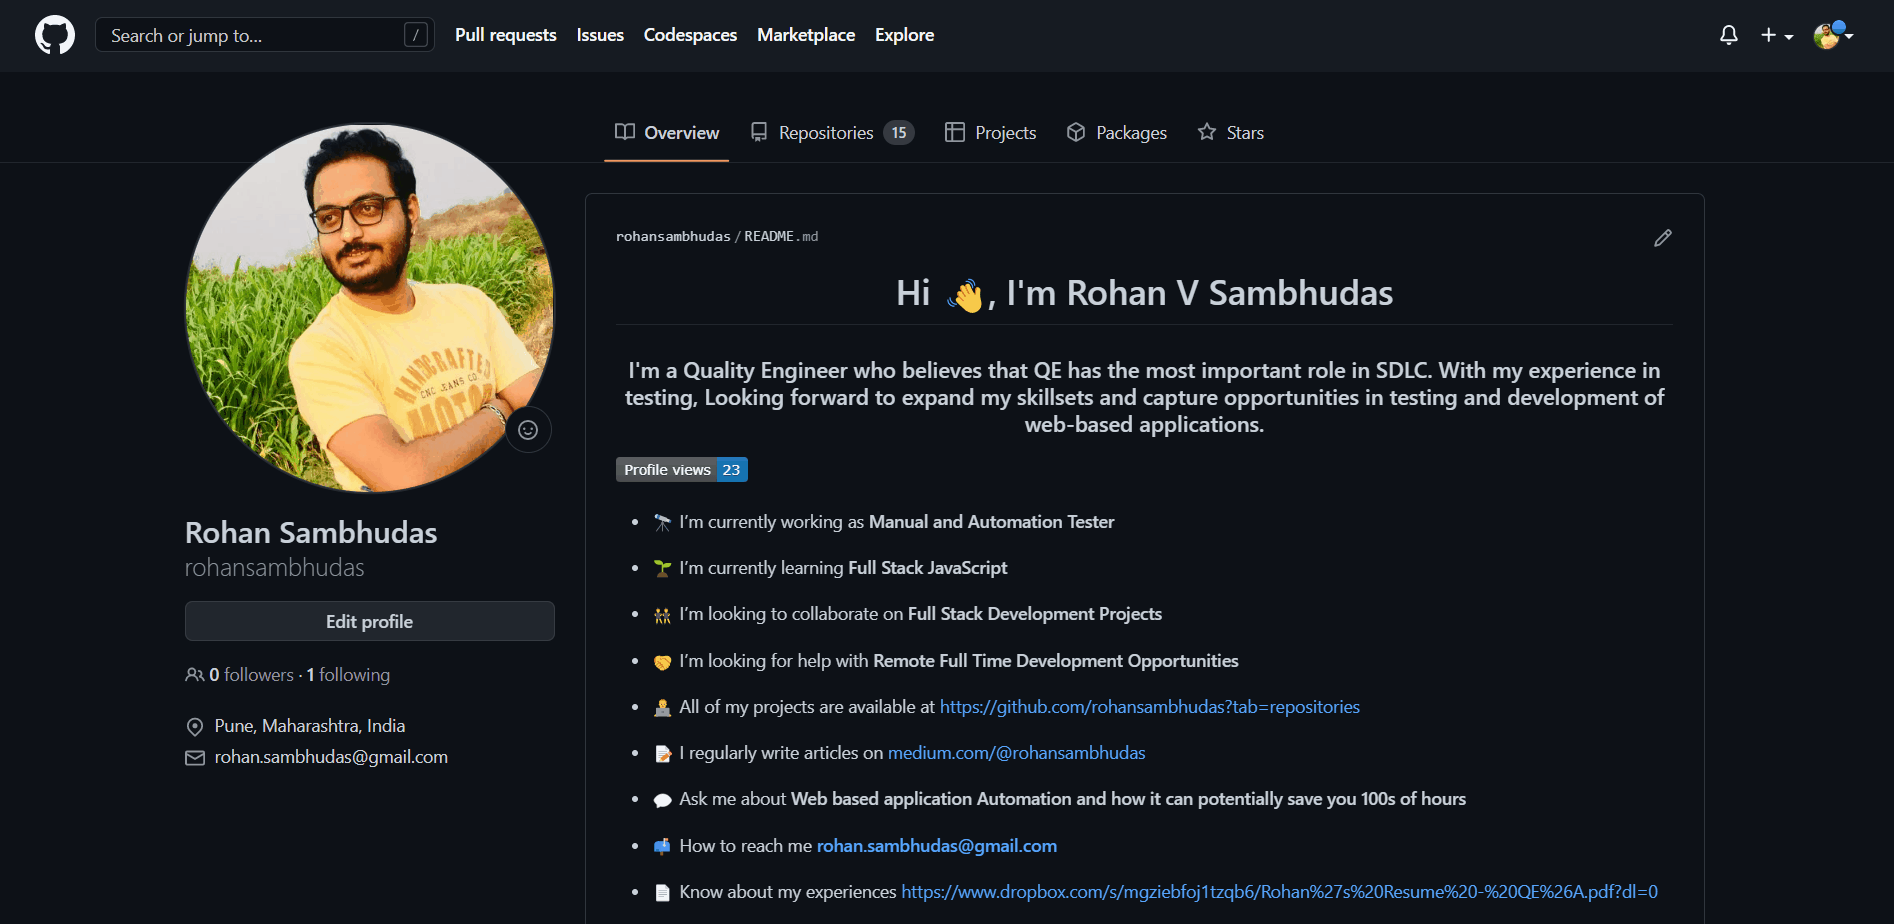 Search or jump to...
/
Pull requests
Issues
Codespaces
Marketplace
Explore
Overview
Repositories 15
Projects
Packages
Stars
HANDCRAFTED
CNC JEANS CO.
MOTOR
Rohan Sambhudas
rohansambhudas
Edit profile
0 followers · 1 following
Pune, Maharashtra, India
rohan.sambhudas@gmail.com
rohansambhudas / README.md
Hi 👋, I'm Rohan V Sambhudas
I'm a Quality Engineer who believes that QE has the most important role in SDLC. With my experience in
testing, Looking forward to expand my skillsets and capture opportunities in testing and development of
web-based applications.
Profile views 23
• 🔭 I’m currently working as Manual and Automation Tester
• 🌱 I’m currently learning Full Stack JavaScript
• 👯 I’m looking to collaborate on Full Stack Development Projects
• 🤝 I’m looking for help with Remote Full Time Development Opportunities
• 👨‍💻 All of my projects are available at https://github.com/rohansambhudas?tab=repositories
• 📝 I regularly write articles on medium.com/@rohansambhudas
• 💬 Ask me about Web based application Automation and how it can potentially save you 100s of hours
• 📫 How to reach me rohan.sambhudas@gmail.com
• 📄 Know about my experiences https://www.dropbox.com/s/mgziebfoj1tzqb6/Rohan%27s%20Resume%20-%20QE%26A.pdf?dl=0